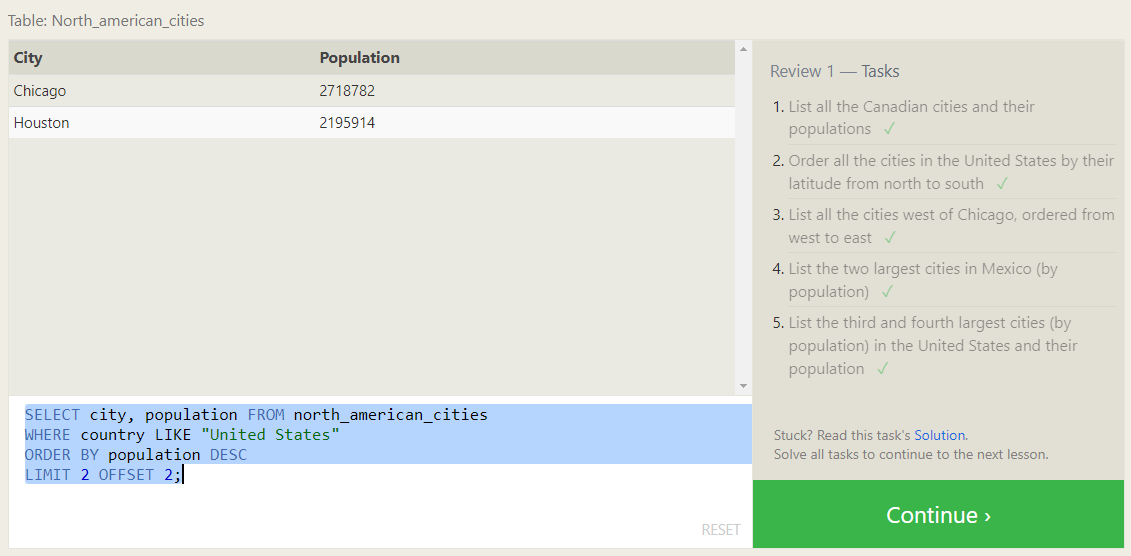 Table: North_american_cities
City Population
Chicago 2718782
Houston 2195914
SELECT city, population FROM north_american_cities
WHERE country LIKE "United States"
ORDER BY population DESC
LIMIT 2 OFFSET 2;
RESET
Review 1 — Tasks
1. List all the Canadian cities and their
populations ✓
2. Order all the cities in the United States by their
latitude from north to south ✓
3. List all the cities west of Chicago, ordered from
west to east ✓
4. List the two largest cities in Mexico (by
population) ✓
5. List the third and fourth largest cities (by
population) in the United States and their
population ✓
Stuck? Read this task's Solution.
Solve all tasks to continue to the next lesson.
Continue ›